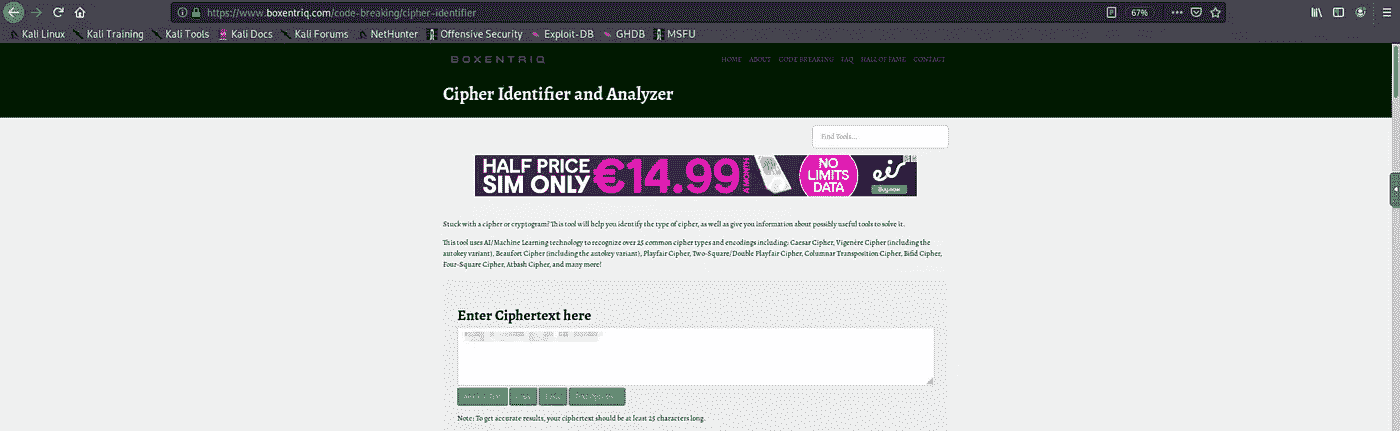 https://www.boxentriq.com/code-breaking/cipher-identifier
67%
Kali Linux Kali Training Kali Tools Kali Docs Kali Forums NetHunter Offensive Security Exploit-DB GHDB MSFU
BOXENTRIQ
HOME ABOUT CODE BREAKING FAQ HALL OF FAME CONTACT
Cipher Identifier and Analyzer
Find Tools...
HALF PRICE
SIM ONLY
€14.99
A MONTH
NO
LIMITS
DATA
eir
Buy now
Stuck with a cipher or cryptogram? This tool will help you identify the type of cipher, as well as give you information about possibly useful tools to solve it.
This tool uses AI/Machine Learning technology to recognize over 25 common cipher types and encodings including: Caesar Cipher, Vigenère Cipher (including the
autokey variant), Beaufort Cipher (including the autokey variant), Playfair Cipher, Two-Square/Double Playfair Cipher, Columnar Transposition Cipher, Bifid Cipher,
Four-Square Cipher, Atbash Cipher, and many more!
Enter Ciphertext here
Note: To get accurate results, your ciphertext should be at least 25 characters long.